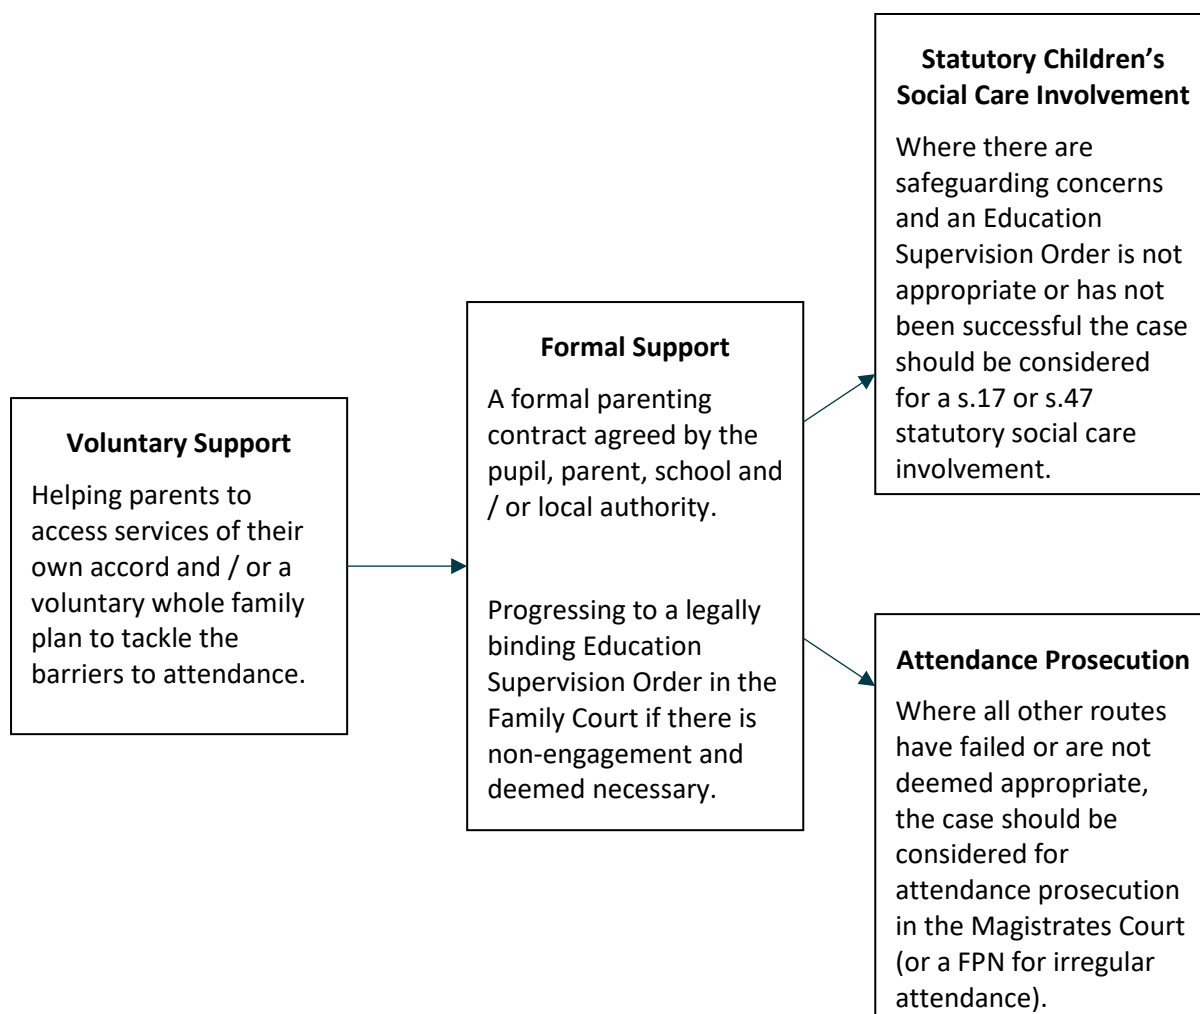 Voluntary Support
Helping parents to
access services of their
own accord and / or a
voluntary whole family
plan to tackle the
barriers to attendance.
Formal Support
A formal parenting
contract agreed by the
pupil, parent, school and
/ or local authority.
Progressing to a legally
binding Education
Supervision Order in the
Family Court if there is
non-engagement and
deemed necessary.
Statutory Children’s
Social Care Involvement
Where there are
safeguarding concerns
and an Education
Supervision Order is not
appropriate or has not
been successful the case
should be considered
for a s.17 or s.47
statutory social care
involvement.
Attendance Prosecution
Where all other routes
have failed or are not
deemed appropriate,
the case should be
considered for
attendance prosecution
in the Magistrates Court
(or a FPN for irregular
attendance).